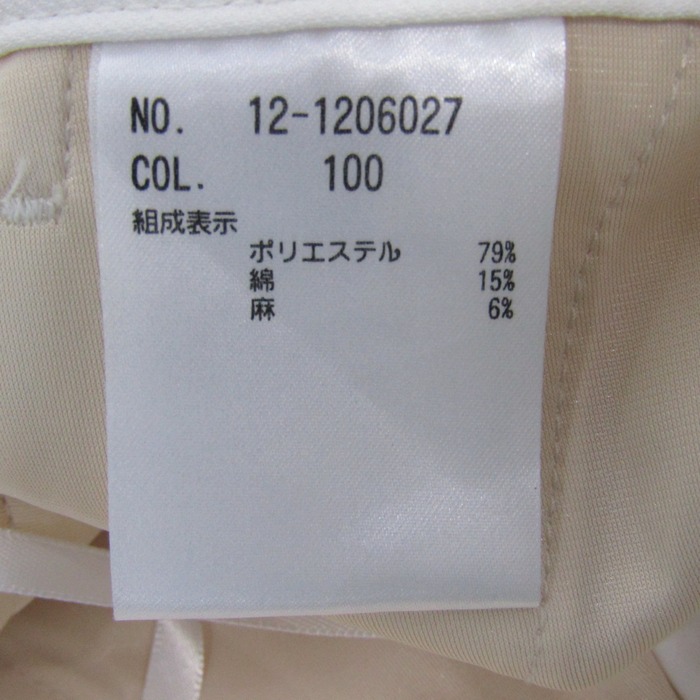 NO. 12-1206027
COL. 100
組成表示
ポリエステル 79%
綿 15%
麻 6%